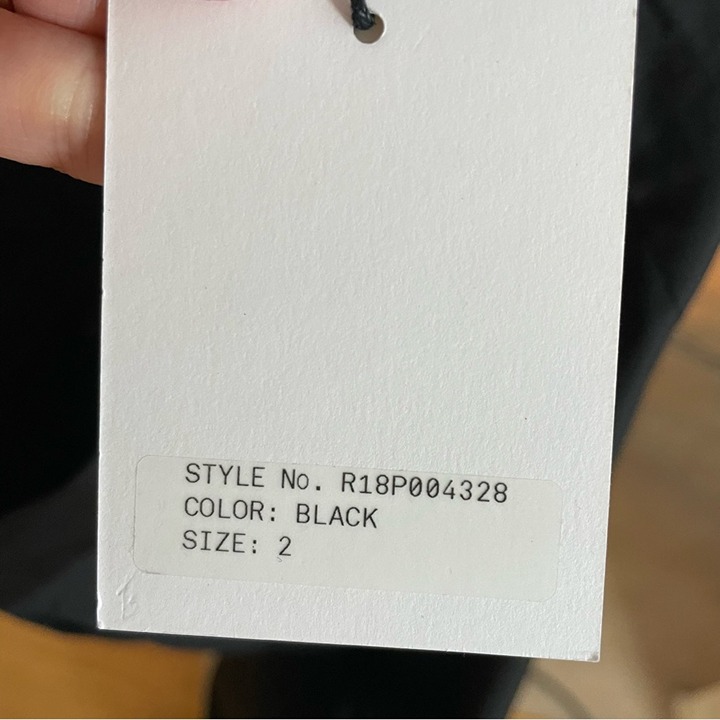 STYLE No. R18P004328
COLOR: BLACK
SIZE: 2